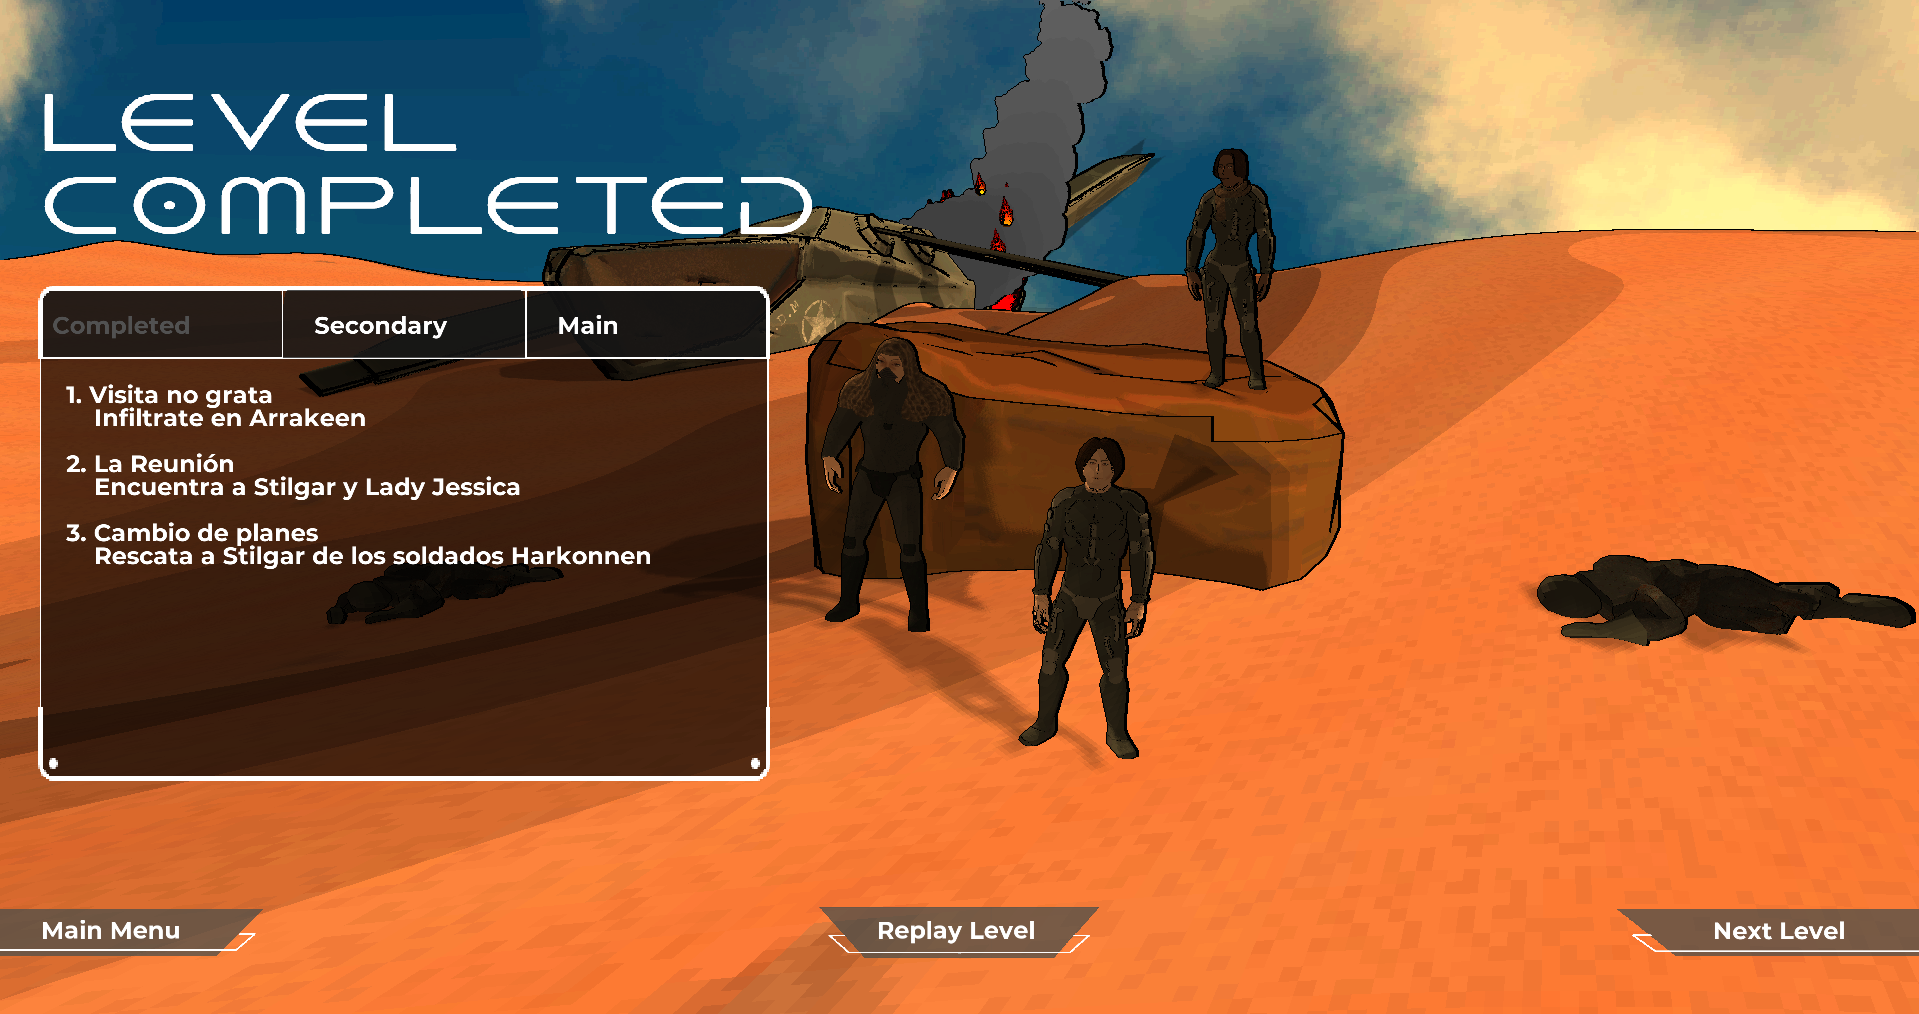 LEVEL
COMPLETED
Completed
Secondary
Main
1. Visita no grata
Infiltrate en Arrakeen
2. La Reunión
Encuentra a Stilgar y Lady Jessica
3. Cambio de planes
Rescata a Stilgar de los soldados Harkonnen
Main Menu
Replay Level
Next Level